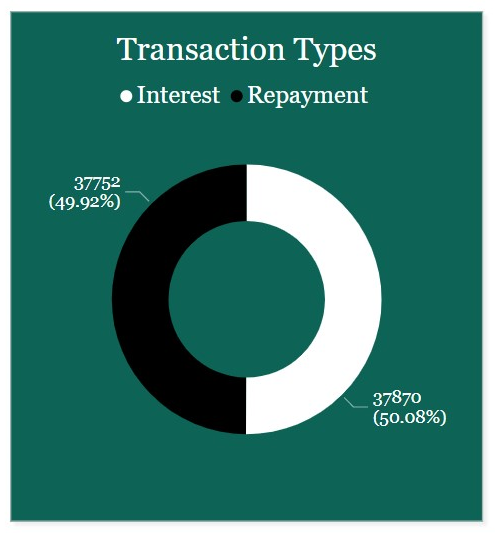 Transaction Types
Interest Repayment
37752
(49.92%)
37870
(50.08%)